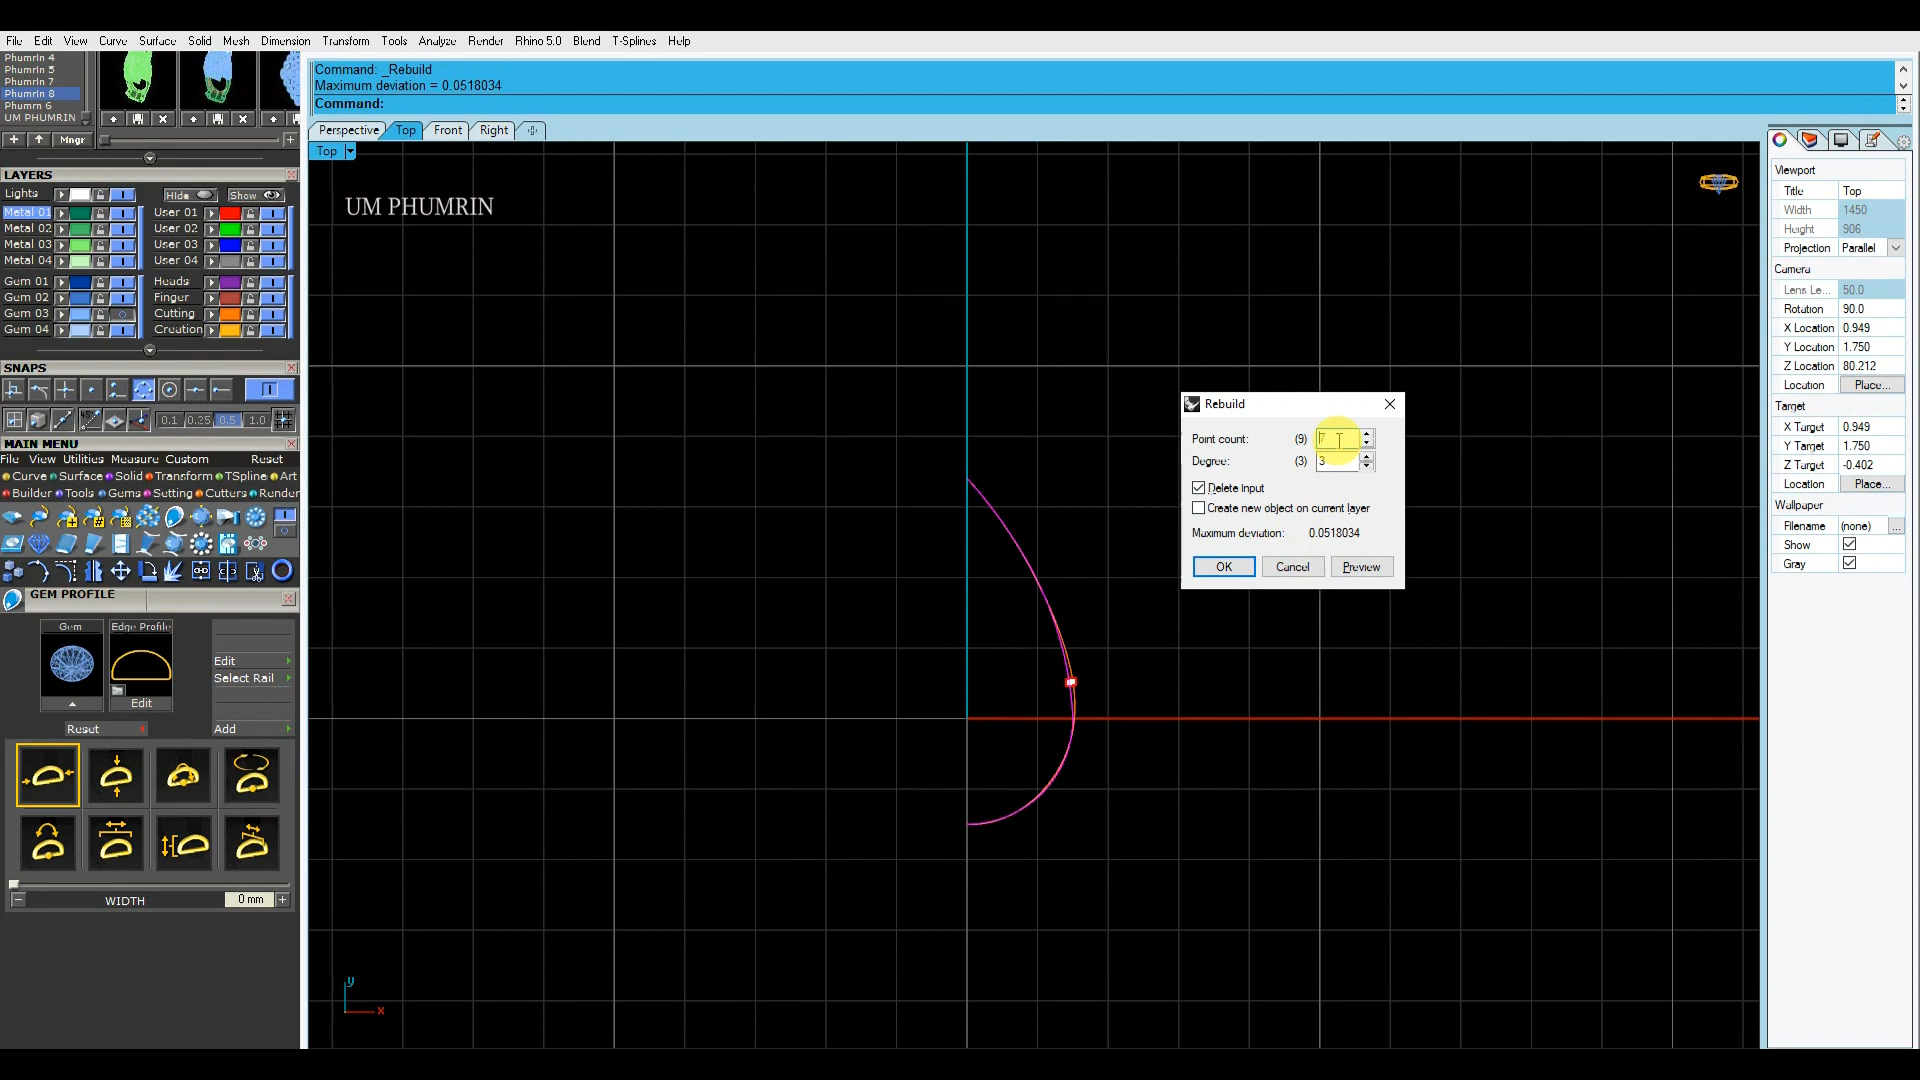 File Edit View Curve Surface Solid Mesh Dimension Transform Tools Analyze Render Rhino 5.0 Blend T-Splines Help
Phumrin 4
Phumrin 5
Phumrin 7
Phumrin 8
Phumrn 6
UM PHUMRIN
Mngr
Command: _Rebuild
Maximum deviation = 0.0518034
Command:
Perspective Top Front Right
Top
UM PHUMRIN
LAYERS
Lights Hide Show
Metal 01 User 01
Metal 02 User 02
Metal 03 User 03
Metal 04 User 04
Gem 01 Heads
Gem 02 Finger
Gem 03 Cutting
Gem 04 Creation
SNAPS
0.1 0.25 0.5 1.0
MAIN MENU
File View Utilities Measure Custom Reset
Curve Surface Solid Transform TSpline Art
Builder Tools Gems Setting Cutters Render
GEM PROFILE
Gem Edge Profile
Edit
Select Rail
Edit
Reset Add
WIDTH 0 mm
Rebuild
Point count: (9) 7
Degree: (3) 3
Delete input
Create new object on current layer
Maximum deviation: 0.0518034
OK Cancel Preview
y
x
Viewport
Title Top
Width 1450
Height 906
Projection Parallel
Camera
Lens Le... 50.0
Rotation 90.0
X Location 0.949
Y Location 1.750
Z Location 80.212
Location Place...
Target
X Target 0.949
Y Target 1.750
Z Target -0.402
Location Place...
Wallpaper
Filename (none) ...
Show
Gray